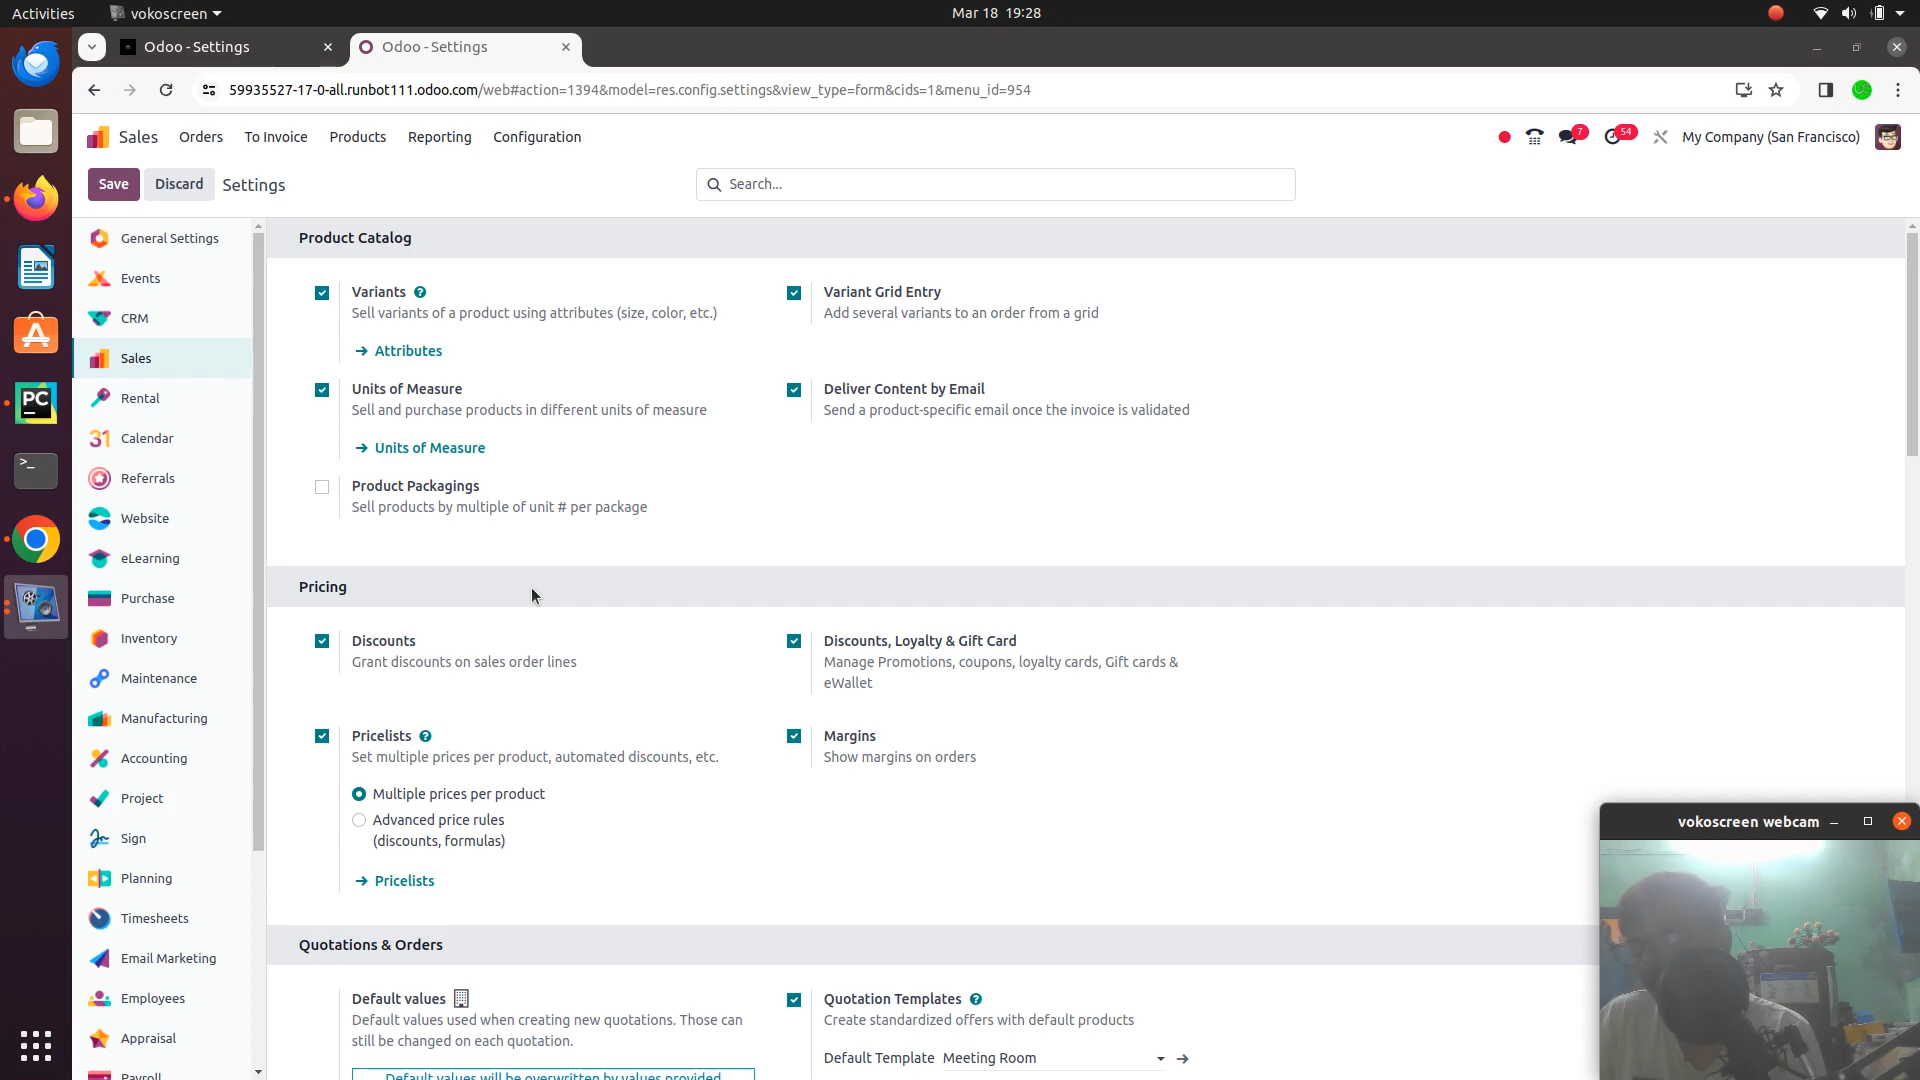 Activities
vokoscreen
Mar 18 19:28
Odoo - Settings
Odoo - Settings
59935527-17-0-all.runbot111.odoo.com/web#action=1394&model=res.config.settings&view_type=form&cids=1&menu_id=954
Sales
Orders
To Invoice
Products
Reporting
Configuration
7
54
My Company (San Francisco)
Save
Discard
Settings
Search...
General Settings
Events
CRM
Sales
Rental
31
Calendar
Referrals
Website
eLearning
Purchase
Inventory
Maintenance
Manufacturing
Accounting
Project
Sign
Planning
Timesheets
Email Marketing
Employees
Appraisal
Payroll
PC
Product Catalog
Variants
Sell variants of a product using attributes (size, color, etc.)
Attributes
Variant Grid Entry
Add several variants to an order from a grid
Units of Measure
Sell and purchase products in different units of measure
Units of Measure
Deliver Content by Email
Send a product-specific email once the invoice is validated
Product Packagings
Sell products by multiple of unit # per package
Pricing
Discounts
Grant discounts on sales order lines
Discounts, Loyalty & Gift Card
Manage Promotions, coupons, loyalty cards, Gift cards &
eWallet
Pricelists
Set multiple prices per product, automated discounts, etc.
Multiple prices per product
Advanced price rules
(discounts, formulas)
Pricelists
Margins
Show margins on orders
Quotations & Orders
Default values
Default values used when creating new quotations. Those can
still be changed on each quotation.
Default values will be overwritten by values provided
Quotation Templates
Create standardized offers with default products
Default Template Meeting Room
vokoscreen webcam